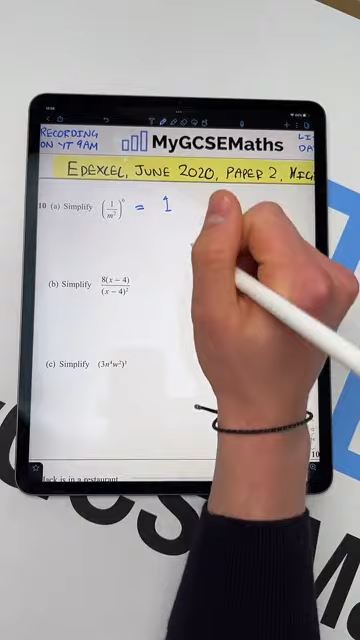 RECORDING
ON YT 9AM
MyGCSEMaths
EDEXCEL, JUNE 2020, PAPER 2, HIG
10 (a) Simplify (1/m²)⁰ = 1
(b) Simplify 8(x − 4)/(x − 4)²
(c) Simplify (3n⁴w²)³
Jack is in a restaurant